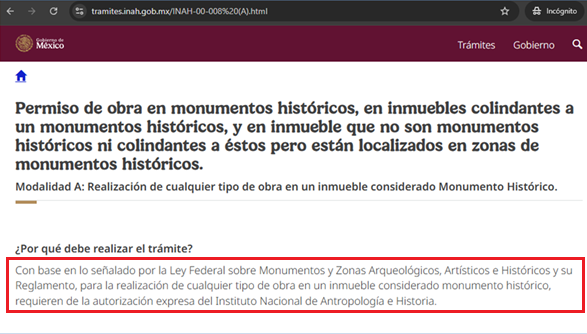 tramites.inah.gob.mx/INAH-00-008%20(A).html
Incógnito
Gobierno de
México
Trámites
Gobierno
Permiso de obra en monumentos históricos, en inmuebles colindantes a
un monumentos históricos, y en inmueble que no son monumentos
históricos ni colindantes a éstos pero están localizados en zonas de
monumentos históricos.
Modalidad A: Realización de cualquier tipo de obra en un inmueble considerado Monumento Histórico.
¿Por qué debe realizar el trámite?
Con base en lo señalado por la Ley Federal sobre Monumentos y Zonas Arqueológicos, Artísticos e Históricos y su
Reglamento, para la realización de cualquier tipo de obra en un inmueble considerado monumento histórico,
requieren de la autorización expresa del Instituto Nacional de Antropología e Historia.